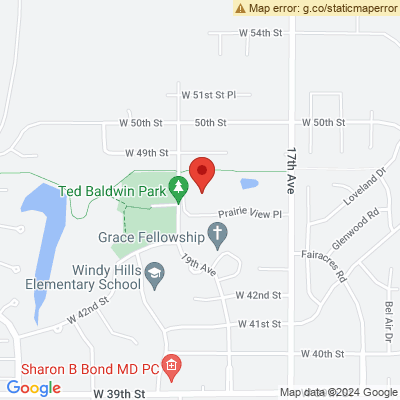 Map error: g.co/staticmaperror
W 54th St
W 51st St Pl
W 50th St
50th St
W 50th St
W 49th St
17th Ave
Loveland Dr
Ted Baldwin Park
Prairie View Pl
Glenwood Rd
Grace Fellowship
Fairacres Rd
19th Ave
Windy Hills
Elementary School
W 42nd St
W 42nd St
Bel Air Dr
W 41st St
W 40th St
Sharon B Bond MD PC
Google
W 39th St
Map data ©2024 Google